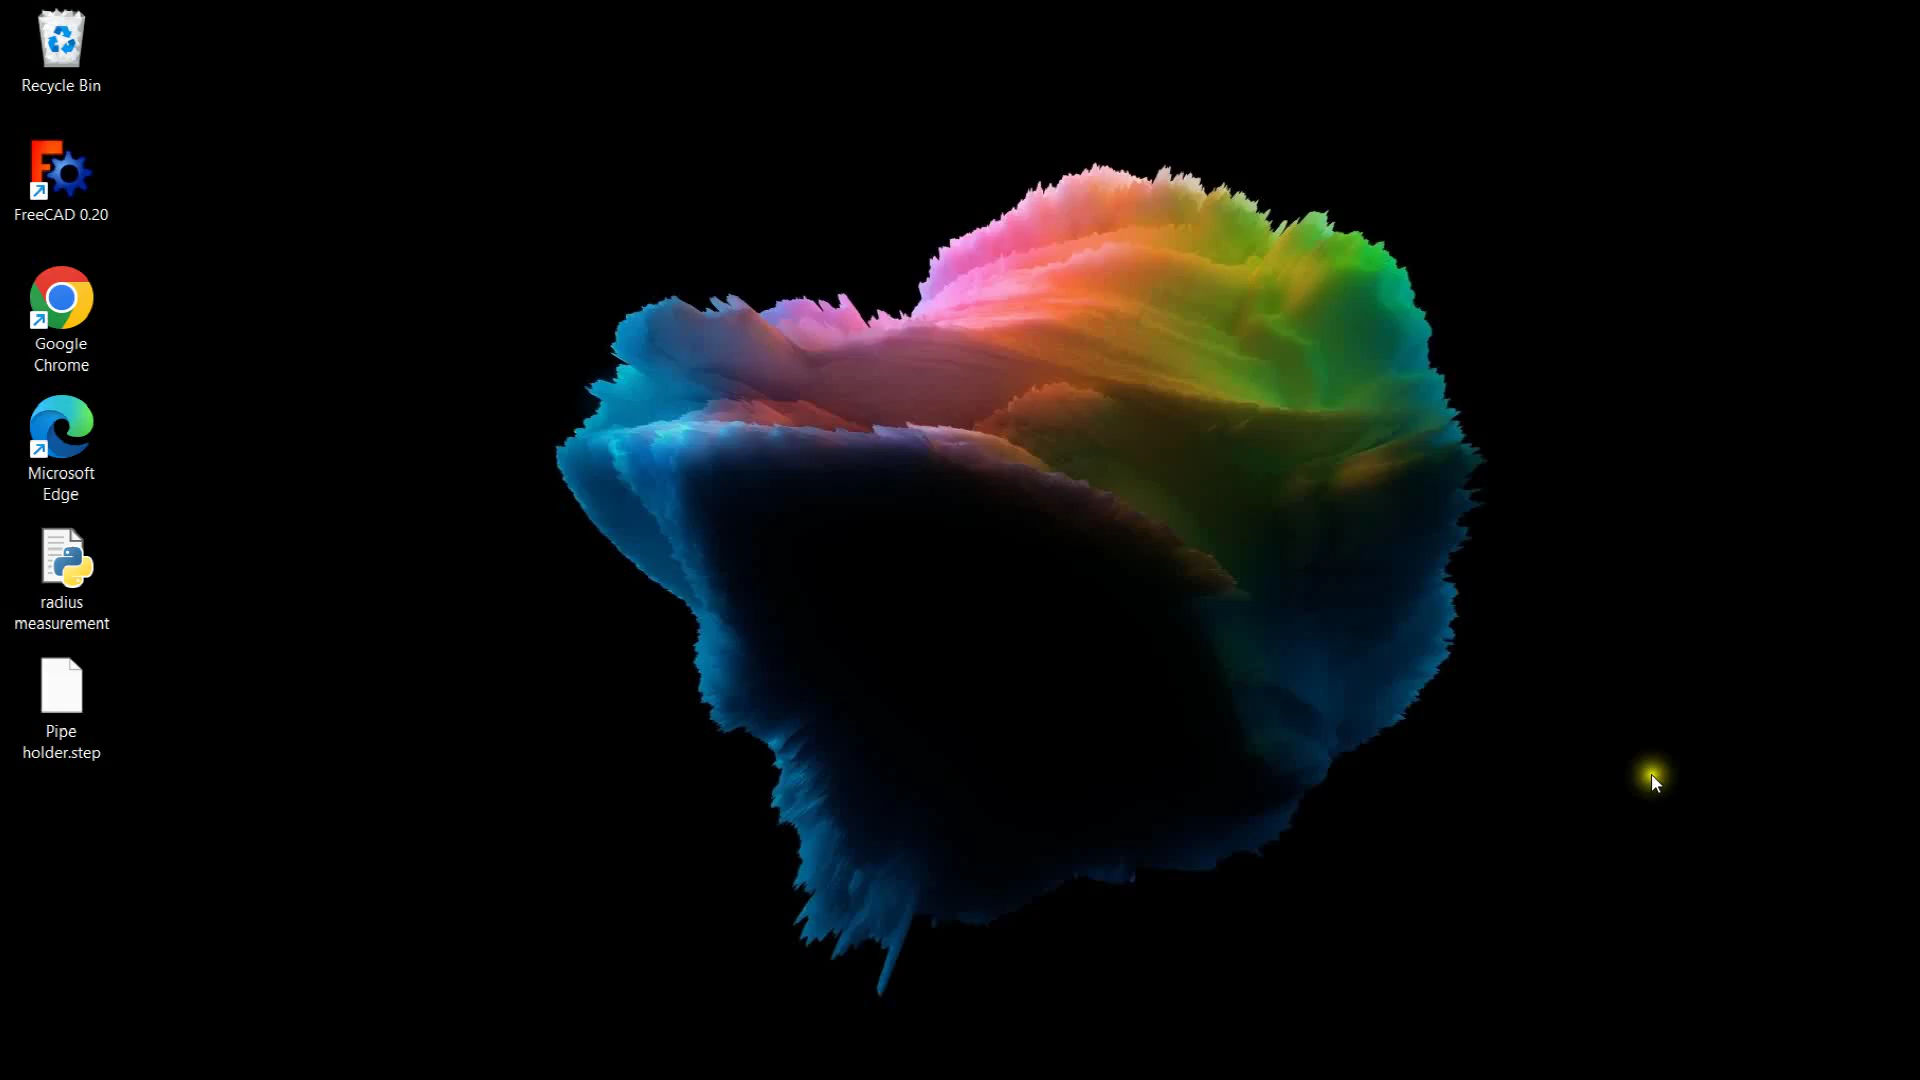 Recycle Bin
FreeCAD 0.20
Google
Chrome
Microsoft
Edge
radius
measurement
Pipe
holder.step